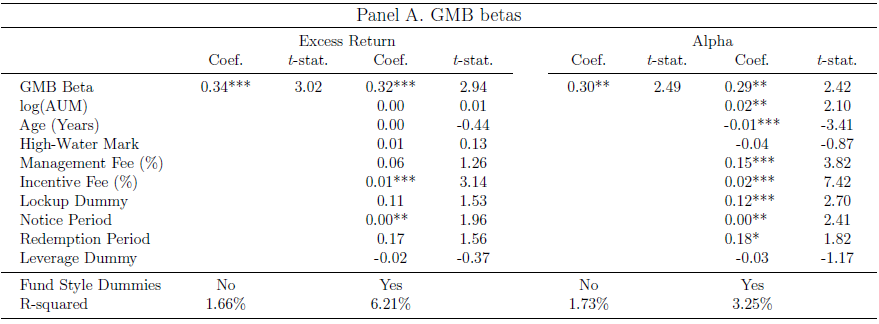 Panel A. GMB betas
Excess Return Alpha
Coef. t-stat. Coef. t-stat. Coef. t-stat. Coef. t-stat.
GMB Beta 0.34*** 3.02 0.32*** 2.94 0.30** 2.49 0.29** 2.42
log(AUM) 0.00 0.01 0.02** 2.10
Age (Years) 0.00 -0.44 -0.01*** -3.41
High-Water Mark 0.01 0.13 -0.04 -0.87
Management Fee (%) 0.06 1.26 0.15*** 3.82
Incentive Fee (%) 0.01*** 3.14 0.02*** 7.42
Lockup Dummy 0.11 1.53 0.12*** 2.70
Notice Period 0.00** 1.96 0.00** 2.41
Redemption Period 0.17 1.56 0.18* 1.82
Leverage Dummy -0.02 -0.37 -0.03 -1.17
Fund Style Dummies No Yes No Yes
R-squared 1.66% 6.21% 1.73% 3.25%